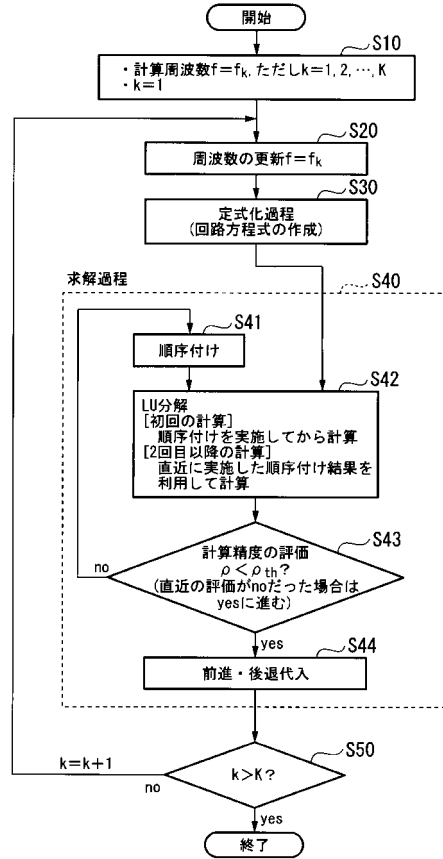 開始
S10
・計算周波数f=fk,ただしk=1,2,…,K
・k=1
S20
周波数の更新f=fk
S30
定式化過程
(回路方程式の作成)
求解過程
S40
S41
順序付け
S42
LU分解
[初回の計算]
順序付けを実施してから計算
[2回目以降の計算]
直近に実施した順序付け結果を
利用して計算
S43
計算精度の評価
ρ<ρth?
(直近の評価がnoだった場合は
yesに進む)
no
yes
S44
前進・後退代入
S50
k=k+1
k>K?
no
yes
終了